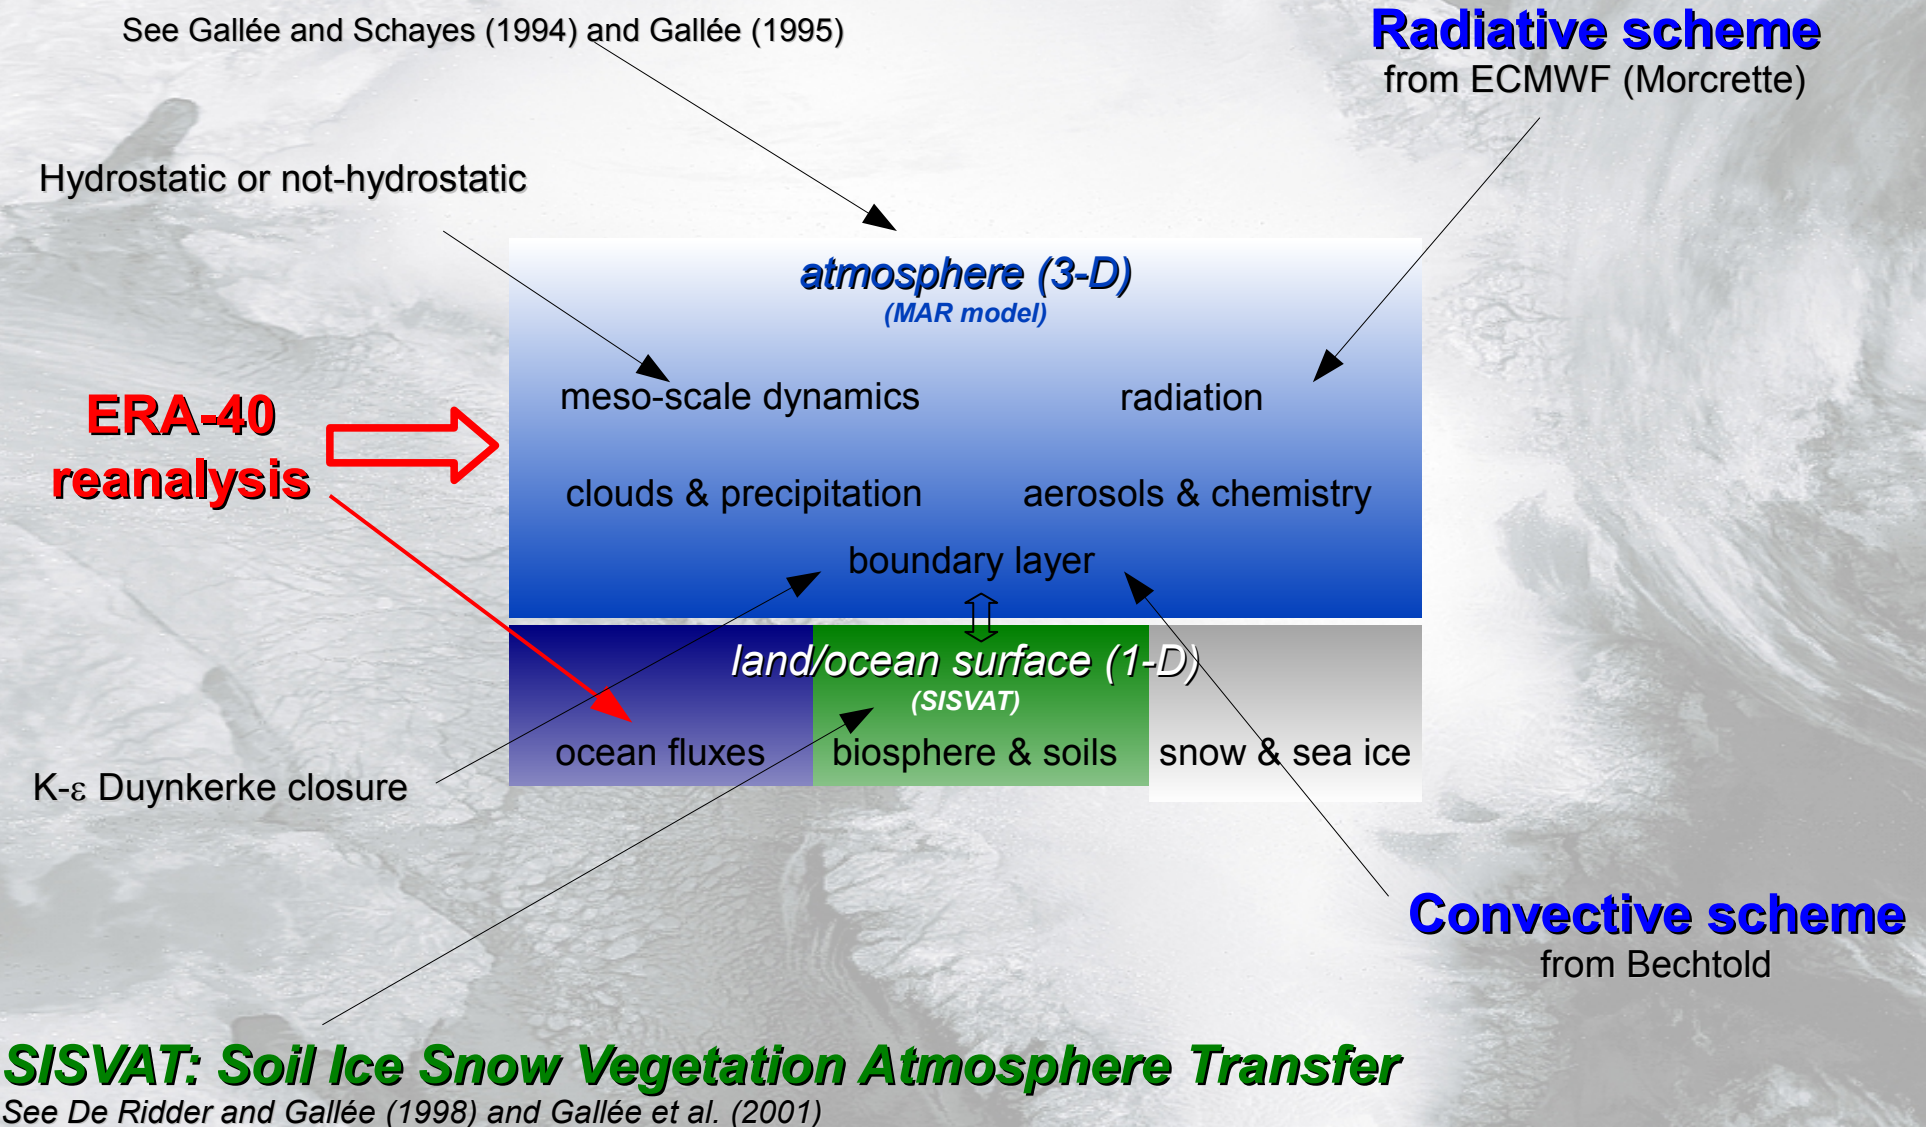 See Gallée and Schayes (1994) and Gallée (1995)
Radiative scheme
from ECMWF (Morcrette)
Hydrostatic or not-hydrostatic
atmosphere (3-D)
(MAR model)
meso-scale dynamics
radiation
ERA-40
reanalysis
clouds & precipitation
aerosols & chemistry
boundary layer
land/ocean surface (1-D)
(SISVAT)
ocean fluxes
biosphere & soils
snow & sea ice
K-ε Duynkerke closure
Convective scheme
from Bechtold
SISVAT: Soil Ice Snow Vegetation Atmosphere Transfer
See De Ridder and Gallée (1998) and Gallée et al. (2001)